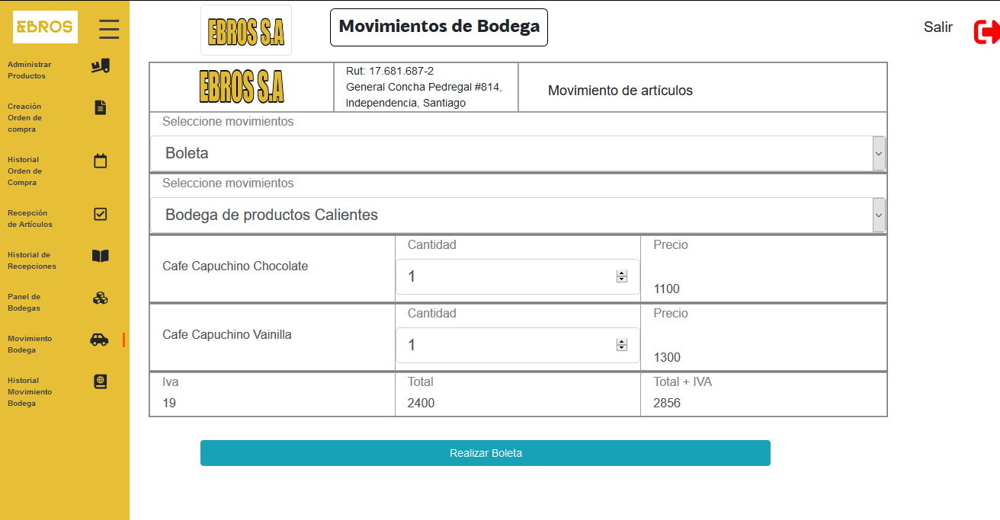 EBROS
Administrar
Productos
Creación
Orden de
compra
Historial
Orden de
Compra
Recepción
de Artículos
Historial de
Recepciones
Panel de
Bodegas
Movimiento
Bodega
Historial
Movimiento
Bodega
EBROS S.A
Movimientos de Bodega
Salir
EBROS S.A
Rut: 17.681.687-2
General Concha Pedregal #814,
Independencia, Santiago
Movimiento de artículos
Seleccione movimientos
Boleta
Seleccione movimientos
Bodega de productos Calientes
Cafe Capuchino Chocolate
Cantidad
1
Precio
1100
Cafe Capuchino Vainilla
Cantidad
1
Precio
1300
Iva
19
Total
2400
Total + IVA
2856
Realizar Boleta